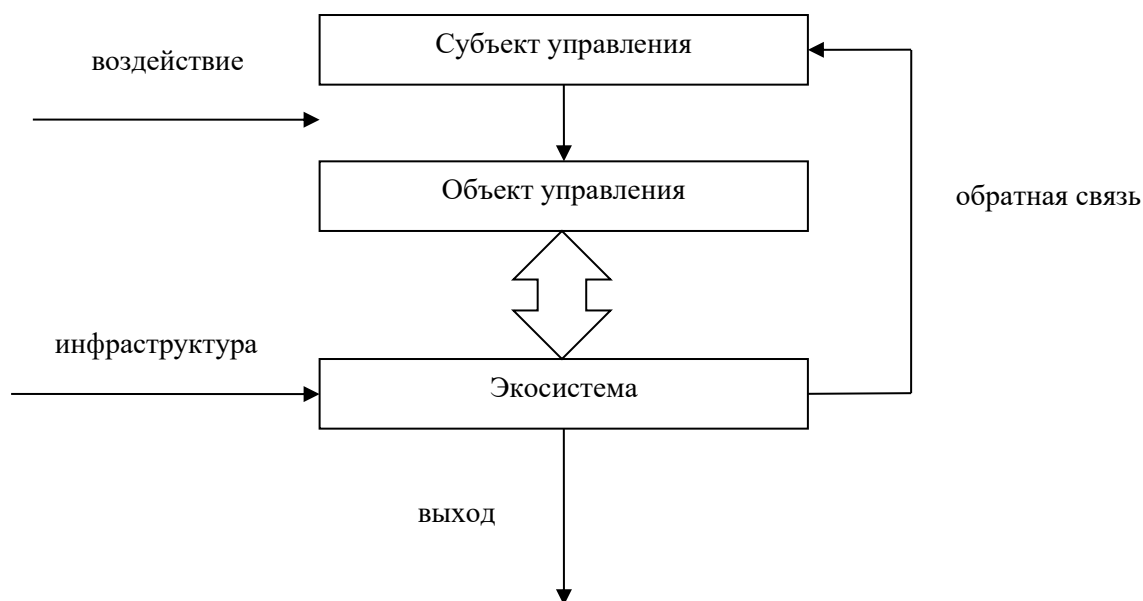 Субъект управления
воздействие
Объект управления
обратная связь
инфраструктура
Экосистема
выход